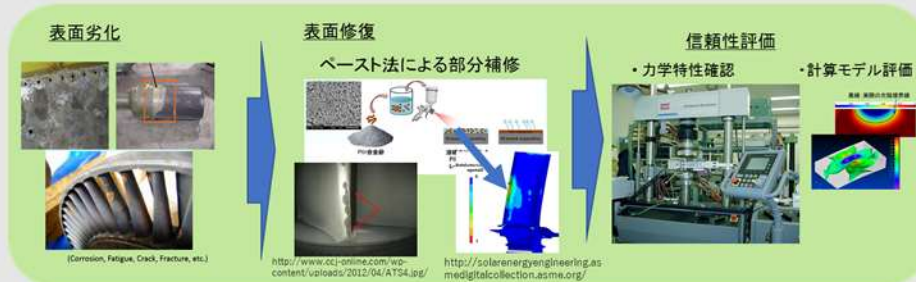 表面劣化
(Corrosion, Fatigue, Crack, Fracture, etc.)
表面修復
ペースト法による部分補修
http://www.ccj-online.com/wp-
content/uploads/2012/04/ATS4.jpg/
http://solarenergyengineering.as
medigitalcollection.asme.org/
信頼性評価
・力学特性確認
・計算モデル評価